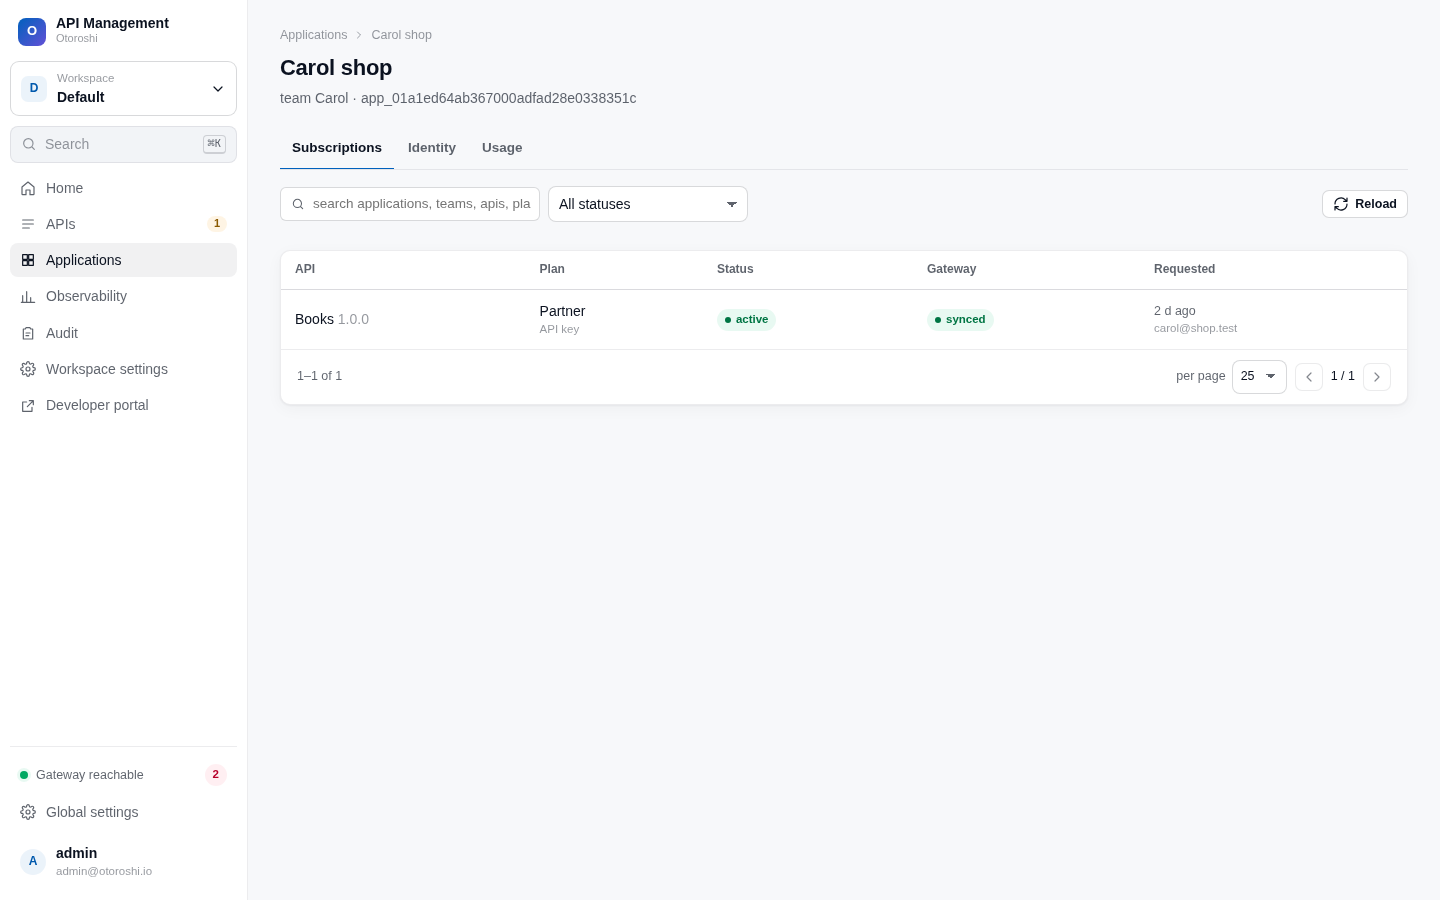 O
API Management
Otoroshi
D
Workspace
Default
Search
⌘K
Home
APIs
1
Applications
Observability
Audit
Workspace settings
Developer portal
Gateway reachable
2
Global settings
A
admin
admin@otoroshi.io
Applications
Carol shop
Carol shop
team Carol · app_01a1ed64ab367000adfad28e0338351c
Subscriptions
Identity
Usage
search applications, teams, apis, pla
All statuses
Reload
API
Plan
Status
Gateway
Requested
Books 1.0.0
Partner
API key
active
synced
2 d ago
carol@shop.test
1–1 of 1
per page
25
1 / 1